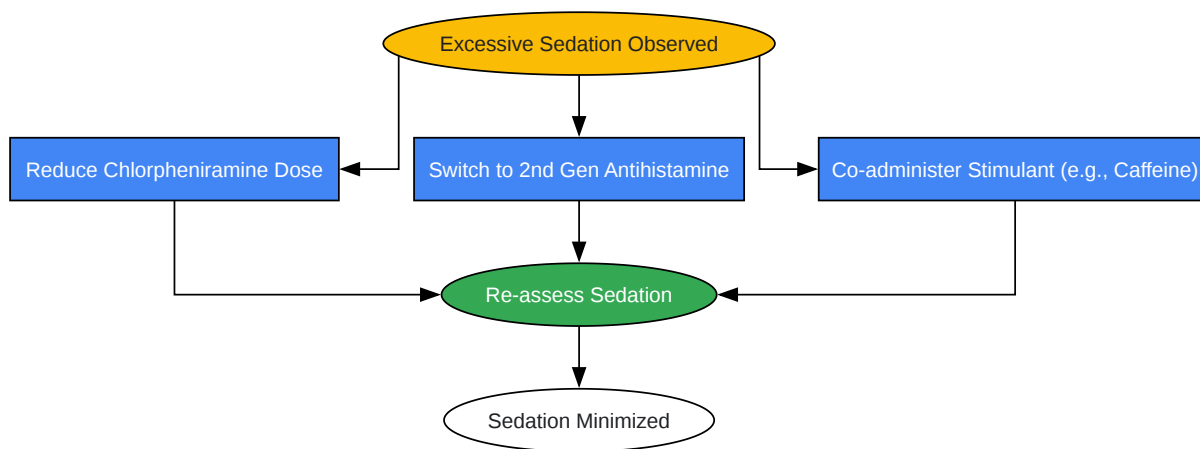 Excessive Sedation Observed
Reduce Chlorpheniramine Dose
Switch to 2nd Gen Antihistamine
Co-administer Stimulant (e.g., Caffeine)
Re-assess Sedation
Sedation Minimized